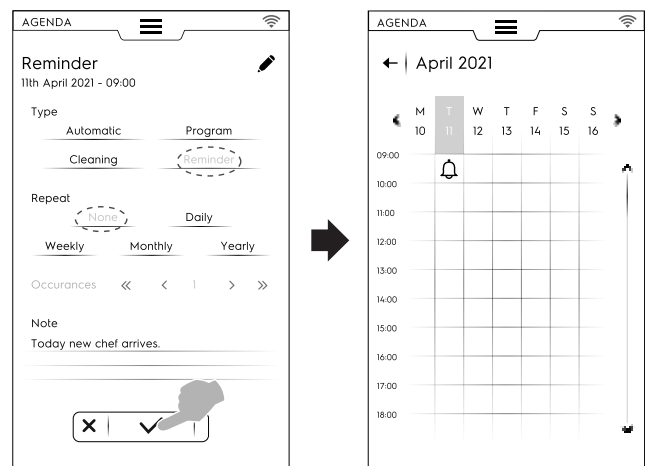 AGENDA
Reminder
11th April 2021 - 09:00
Type
Automatic Program
Cleaning Reminder
Repeat
None Daily
Weekly Monthly Yearly
Occurances « < 1 > »
Note
Today new chef arrives.
AGENDA
April 2021
M T W T F S S
10 11 12 13 14 15 16
09:00
10:00
11:00
12:00
13:00
14:00
15:00
16:00
17:00
18:00